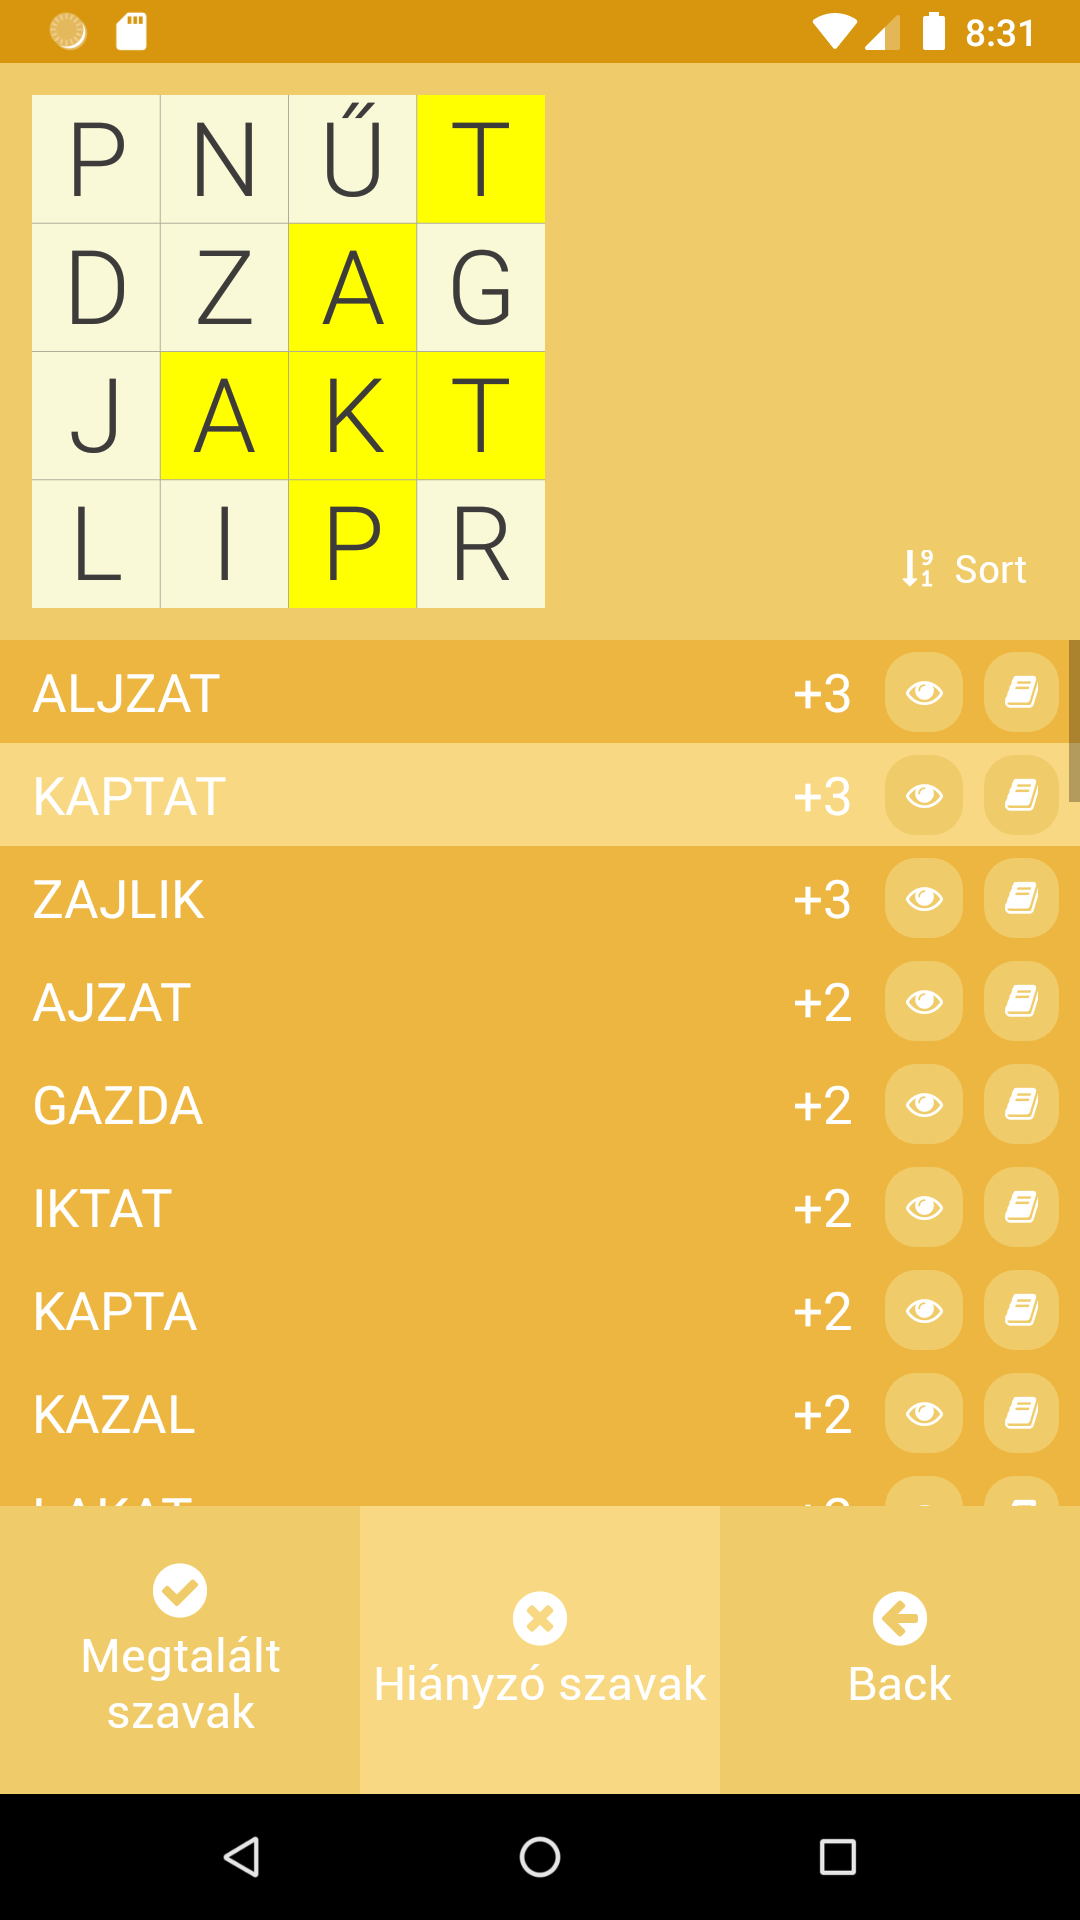 8:31
P N Ű T
D Z A G
J A K T
L I P R
Sort
ALJZAT +3
KAPTAT +3
ZAJLIK +3
AJZAT +2
GAZDA +2
IKTAT +2
KAPTA +2
KAZAL +2
Megtalált
szavak
Hiányzó szavak
Back